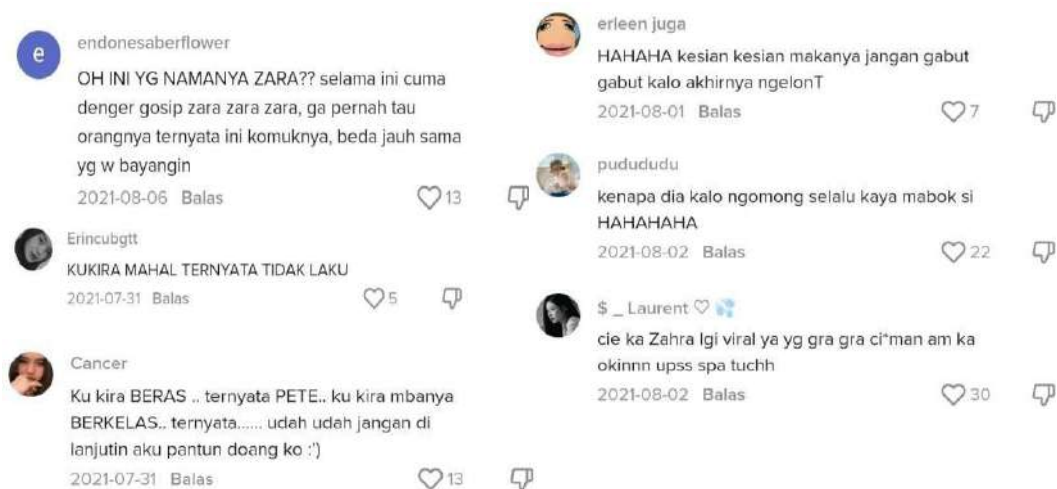 e
endonesaberflower
OH INI YG NAMANYA ZARA?? selama ini cuma
denger gosip zara zara zara, ga pernah tau
orangnya ternyata ini komuknya, beda jauh sama
yg w bayangin
2021-08-06 Balas 13
Erincubgtt
KUKIRA MAHAL TERNYATA TIDAK LAKU
2021-07-31 Balas 5
Cancer
Ku kira BERAS .. ternyata PETE.. ku kira mbanya
BERKELAS.. ternyata...... udah udah jangan di
lanjutin aku pantun doang ko :')
2021-07-31 Balas 13
erleen juga
HAHAHA kesian kesian makanya jangan gabut
gabut kalo akhirnya ngelonT
2021-08-01 Balas 7
pudududu
kenapa dia kalo ngomong selalu kaya mabok si
HAHAHAHA
2021-08-02 Balas 22
$ _ Laurent ♡ 💦
cie ka Zahra lgi viral ya yg gra gra ci*man am ka
okinnn upss spa tuchh
2021-08-02 Balas 30